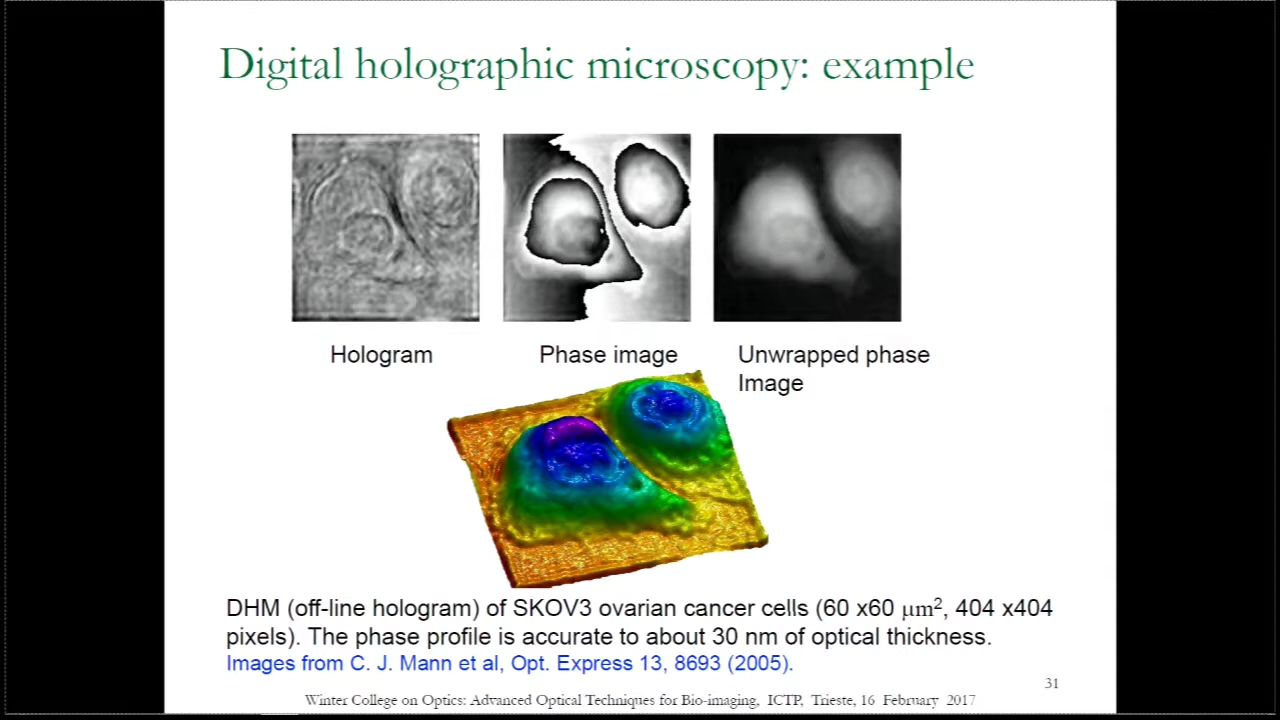 Digital holographic microscopy: example
Hologram
Phase image
Unwrapped phase
Image
DHM (off-line hologram) of SKOV3 ovarian cancer cells (60 x60 μm², 404 x404
pixels). The phase profile is accurate to about 30 nm of optical thickness.
Images from C. J. Mann et al, Opt. Express 13, 8693 (2005).
31
Winter College on Optics: Advanced Optical Techniques for Bio-imaging, ICTP, Trieste, 16 February 2017